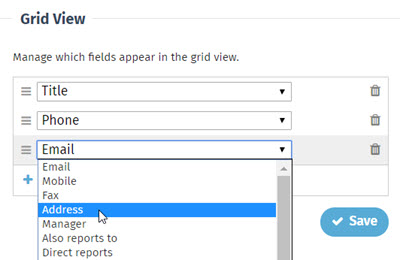 Grid View
Manage which fields appear in the grid view.
Title
Phone
Email
Email
Mobile
Fax
Address
Manager
Also reports to
Direct reports
Save